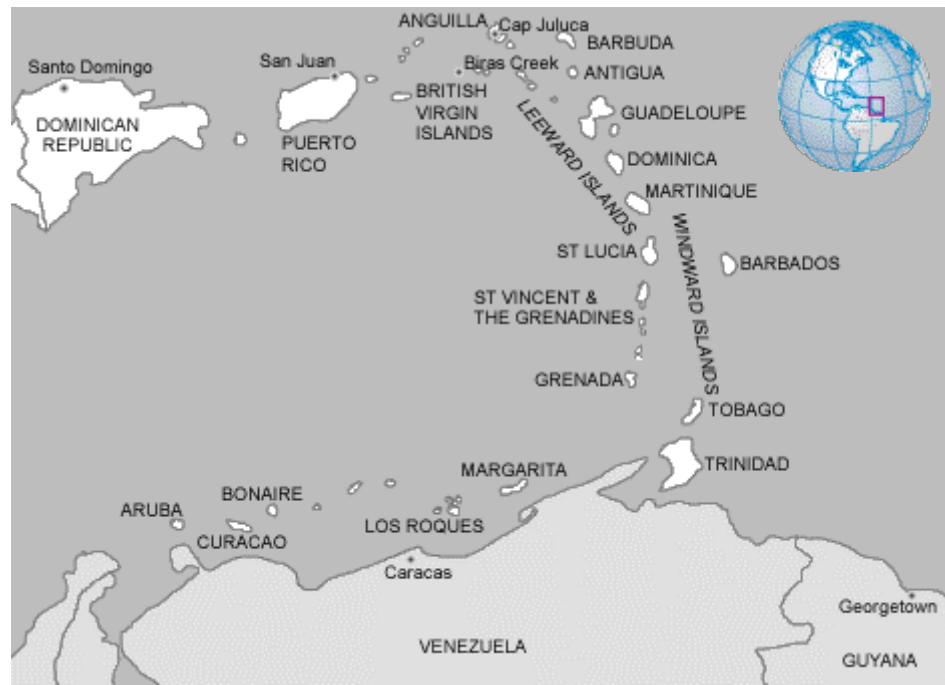 ANGUILLA
Cap Juluca
BARBUDA
Santo Domingo
San Juan
Biras Creek
ANTIGUA
BRITISH
VIRGIN
ISLANDS
GUADELOUPE
DOMINICAN
REPUBLIC
PUERTO
RICO
LEEWARD ISLANDS
DOMINICA
MARTINIQUE
WINDWARD ISLANDS
ST LUCIA
BARBADOS
ST VINCENT &
THE GRENADINES
GRENADA
TOBAGO
TRINIDAD
MARGARITA
BONAIRE
ARUBA
LOS ROQUES
CURACAO
Caracas
Georgetown
VENEZUELA
GUYANA